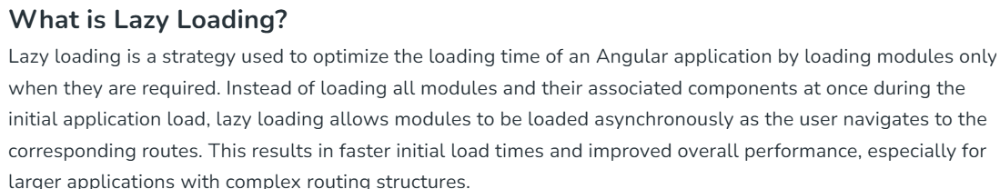 What is Lazy Loading?
Lazy loading is a strategy used to optimize the loading time of an Angular application by loading modules only
when they are required. Instead of loading all modules and their associated components at once during the
initial application load, lazy loading allows modules to be loaded asynchronously as the user navigates to the
corresponding routes. This results in faster initial load times and improved overall performance, especially for
larger applications with complex routing structures.